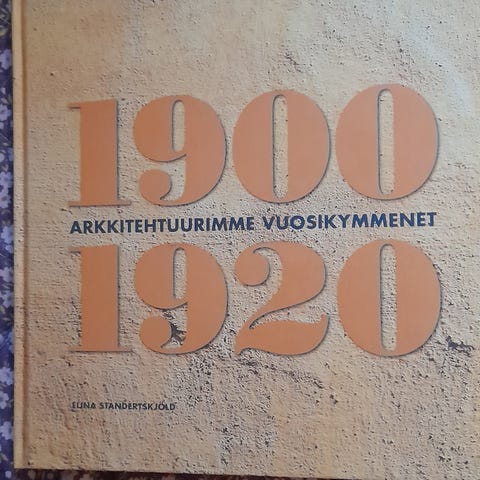 1900
ARKKITEHTUURIMME VUOSIKYMMENET
1920
ELINA STANDERTSKJÖLD